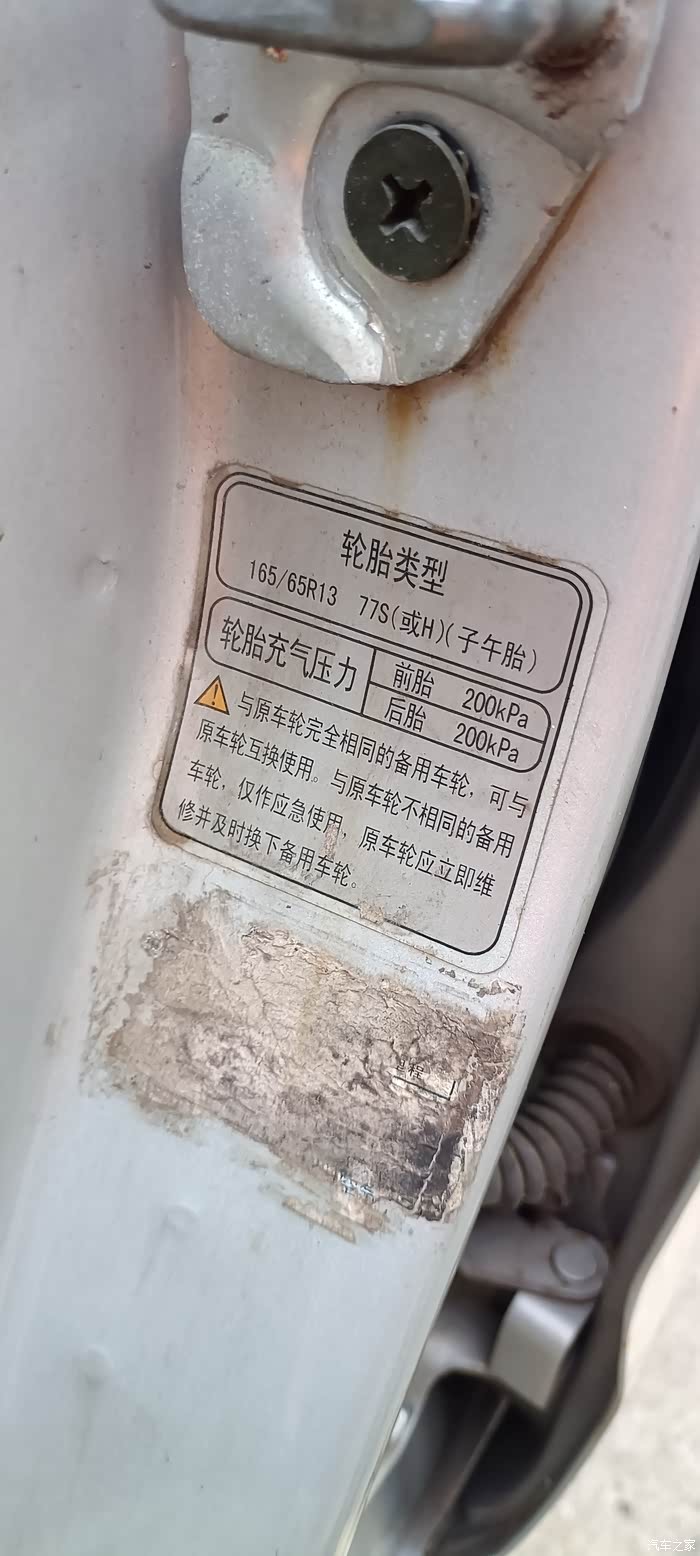 轮胎类型
165/65R13 77S(或H)(子午胎)
轮胎充气压力
前胎 200kPa
后胎 200kPa
与原车轮完全相同的备用车轮，可与
原车轮互换使用。与原车轮不相同的备用
车轮，仅作应急使用，原车轮应立即维
修并及时换下备用车轮。
程
汽车之家